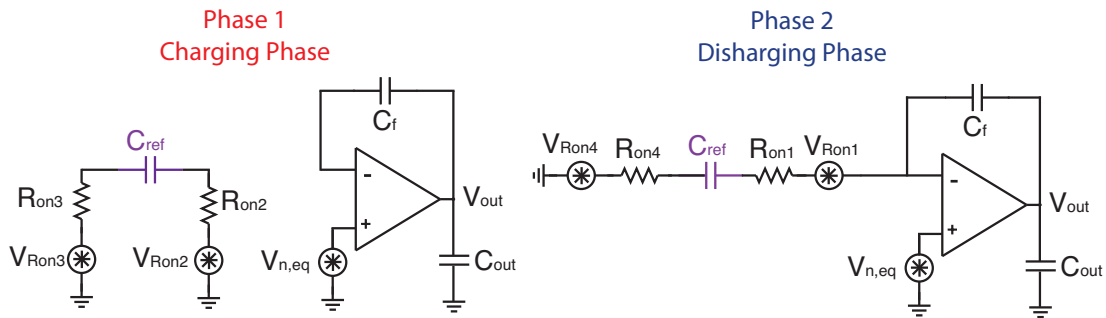 Phase 1
Charging Phase
Phase 2
Disharging Phase
Cf
Cref
Ron3
Ron2
VRon3
VRon2
-
+
Vn,eq
Vout
Cout
VRon4
Ron4
Cref
Ron1
VRon1
Cf
-
+
Vn,eq
Vout
Cout